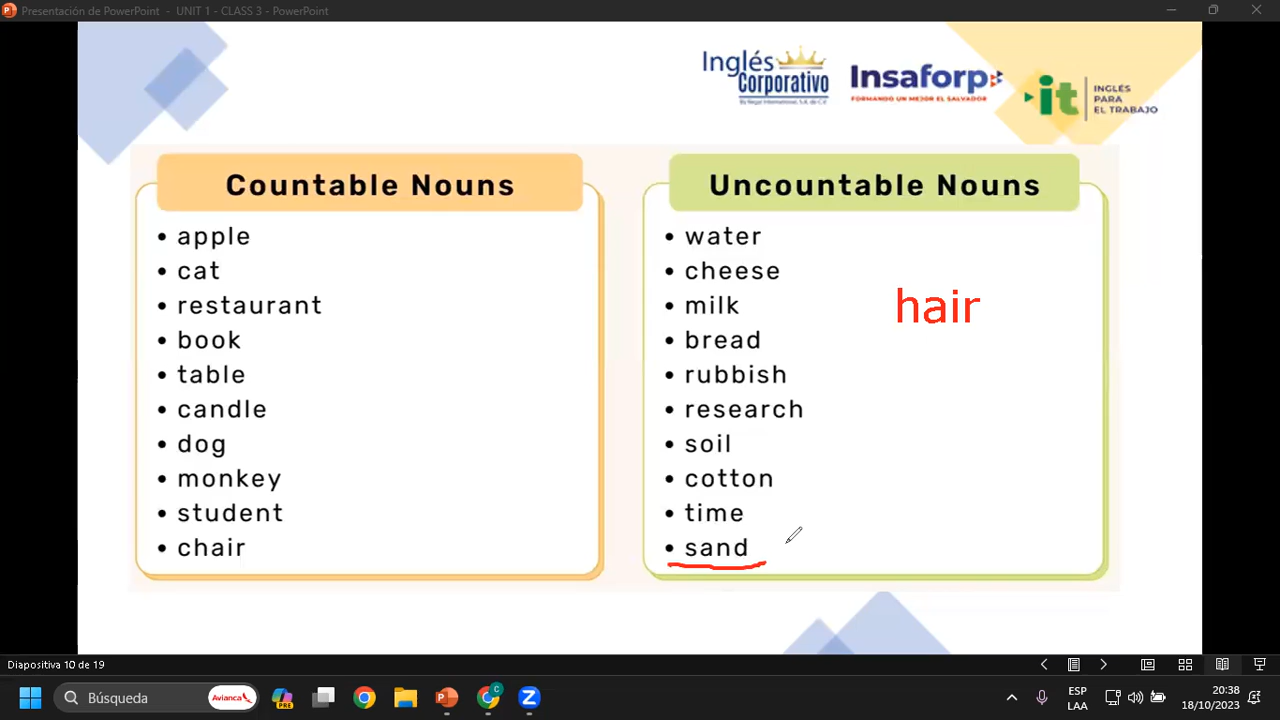 Presentación de PowerPoint - UNIT 1 - CLASS 3 - PowerPoint
Inglés
Corporativo
Insaforp
FORMANDO UN MEJOR EL SALVADOR
it
INGLÉS
PARA
EL TRABAJO
Countable Nouns
• apple
• cat
• restaurant
• book
• table
• candle
• dog
• monkey
• student
• chair
Uncountable Nouns
• water
• cheese
• milk
• bread
• rubbish
• research
• soil
• cotton
• time
• sand
hair
Diapositiva 10 de 19
Búsqueda
Avianca
PRE
C
Z
ESP
LAA
20:38
18/10/2023